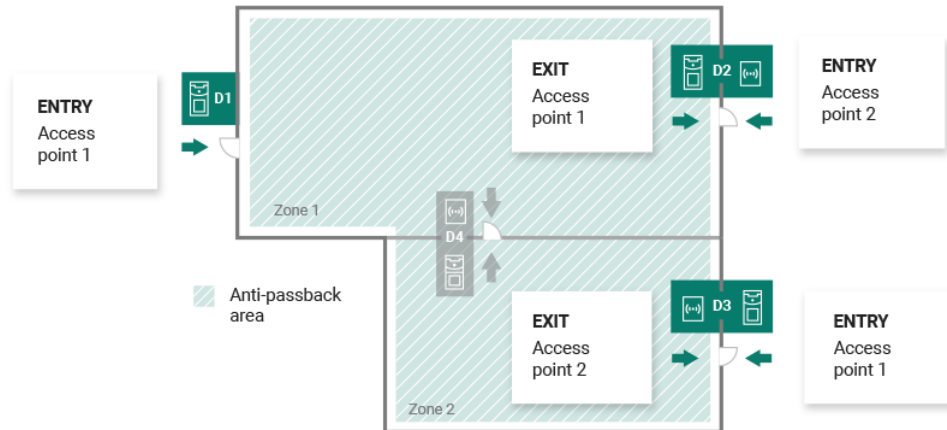 ENTRY
Access
point 1
D1
EXIT
Access
point 1
D2
ENTRY
Access
point 2
Zone 1
D4
Anti-passback
area
EXIT
Access
point 2
D3
ENTRY
Access
point 1
Zone 2